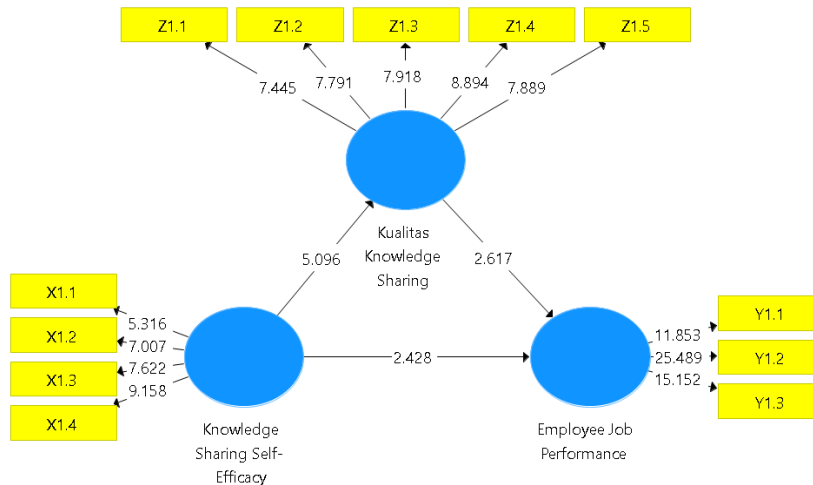 Z1.1
Z1.2
Z1.3
Z1.4
Z1.5
7.445
7.791
7.918
8.894
7.889
Kualitas
Knowledge
Sharing
5.096
2.617
X1.1
X1.2
X1.3
X1.4
5.316
7.007
7.622
9.158
2.428
11.853
25.489
15.152
Y1.1
Y1.2
Y1.3
Knowledge
Sharing Self-
Efficacy
Employee Job
Performance